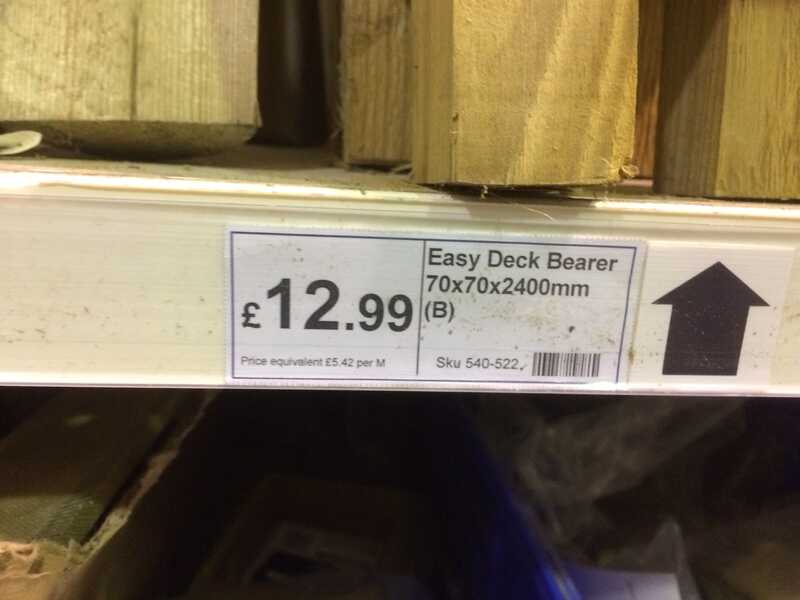 £12.99
Price equivalent £5.42 per M
Easy Deck Bearer
70x70x2400mm
(B)
Sku 540-522